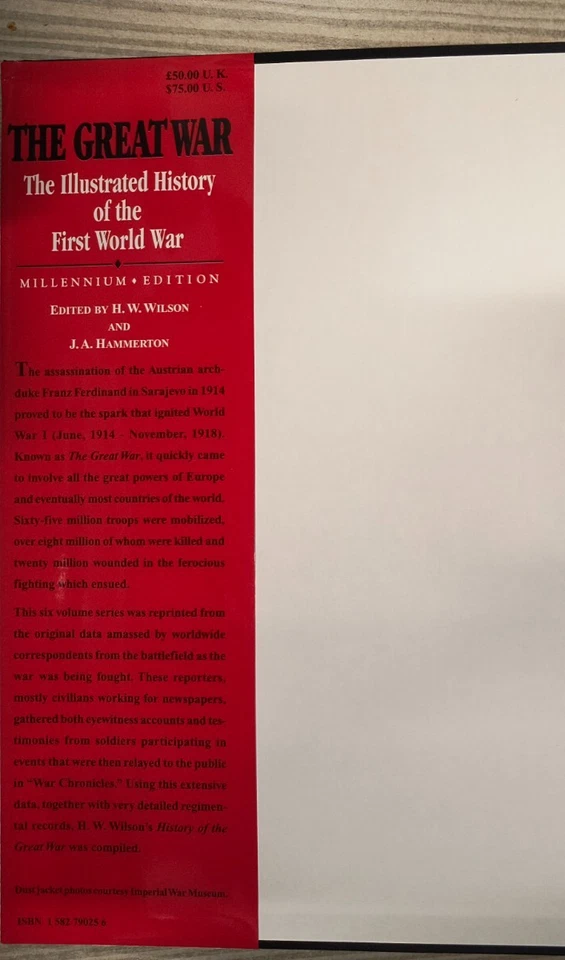 £50.00 U. K.
$75.00 U. S.
THE GREAT WAR
The Illustrated History
of the
First World War
MILLENNIUM ♦ EDITION
EDITED BY H. W. WILSON
AND
J. A. HAMMERTON
The assassination of the Austrian arch-
duke Franz Ferdinand in Sarajevo in 1914
proved to be the spark that ignited World
War I (June, 1914 - November, 1918).
Known as The Great War, it quickly came
to involve all the great powers of Europe
and eventually most countries of the world.
Sixty-five million troops were mobilized,
over eight million of whom were killed and
twenty million wounded in the ferocious
fighting which ensued.
This six volume series was reprinted from
the original data amassed by worldwide
correspondents from the battlefield as the
war was being fought. These reporters,
mostly civilians working for newspapers,
gathered both eyewitness accounts and tes-
timonies from soldiers participating in
events that were then relayed to the public
in "War Chronicles." Using this extensive
data, together with very detailed regimen-
tal records, H. W. Wilson's History of the
Great War was compiled.
Dust jacket photos courtesy Imperial War Museum.
ISBN: 1 582 79025 6